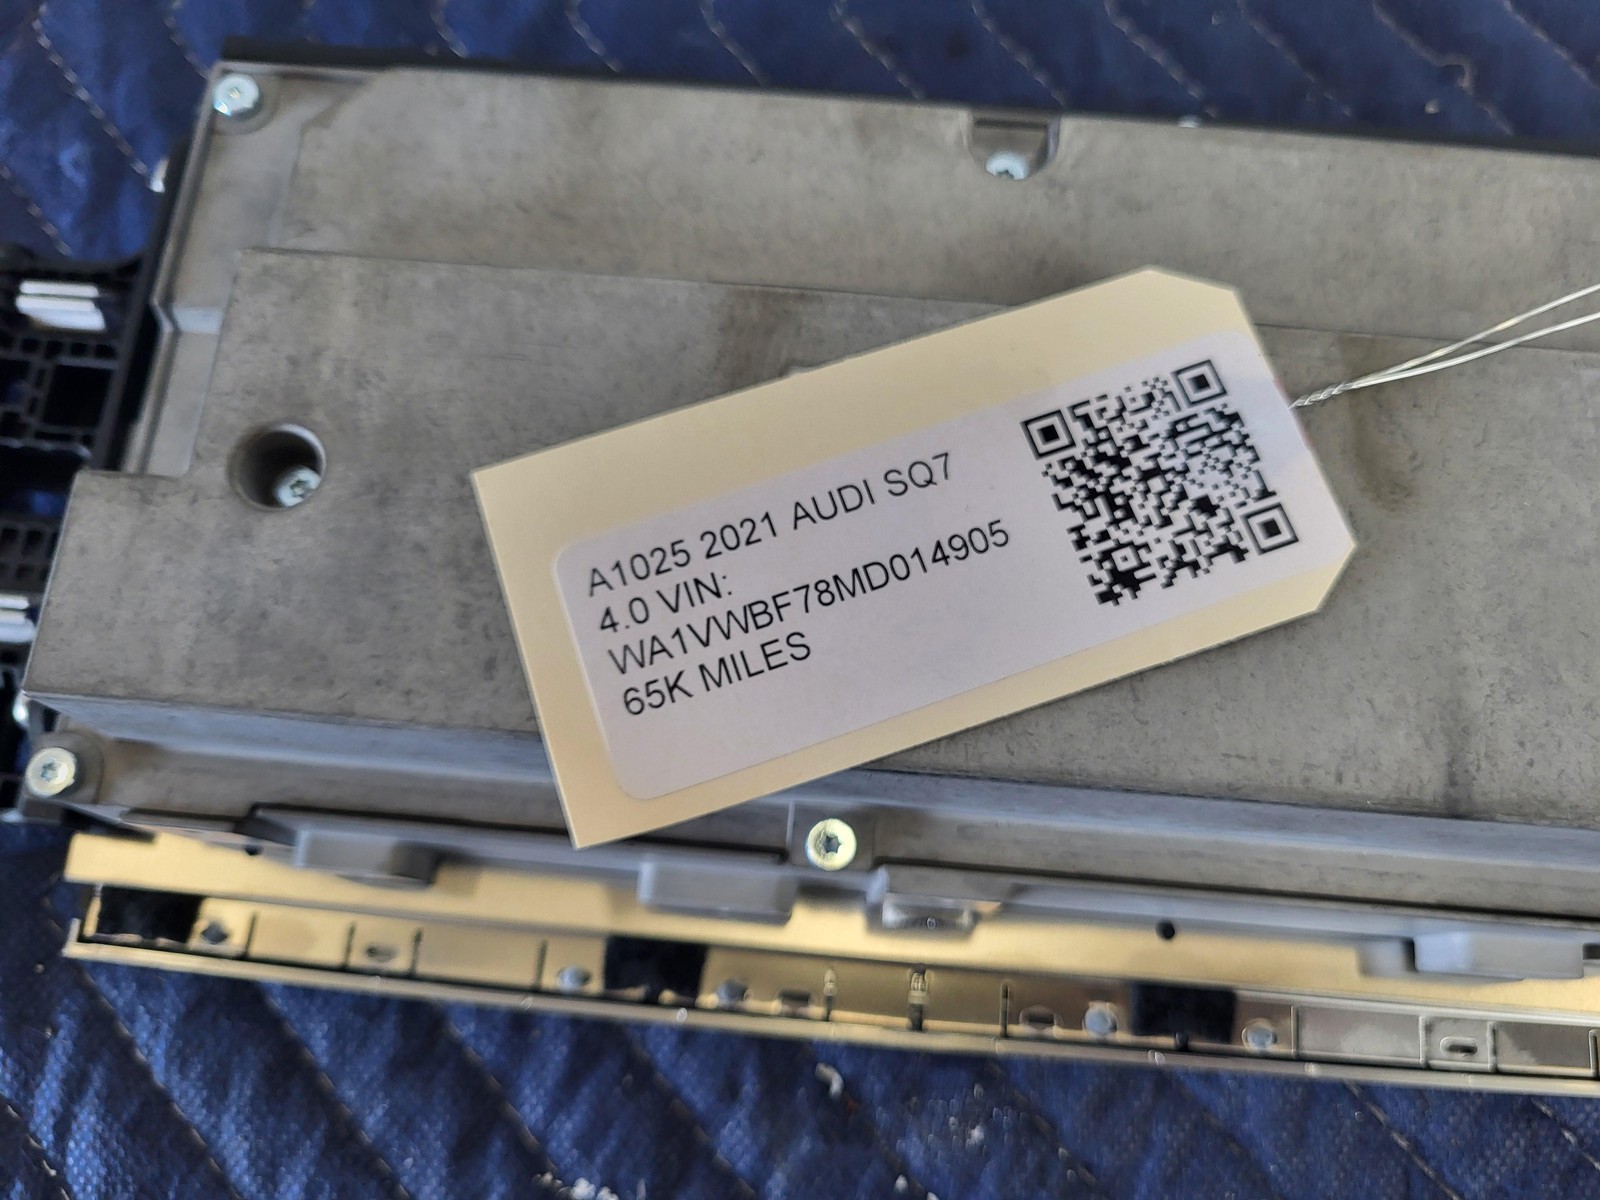 A1025 2021 AUDI SQ7
4.0 VIN:
WA1VWBF78MD014905
65K MILES